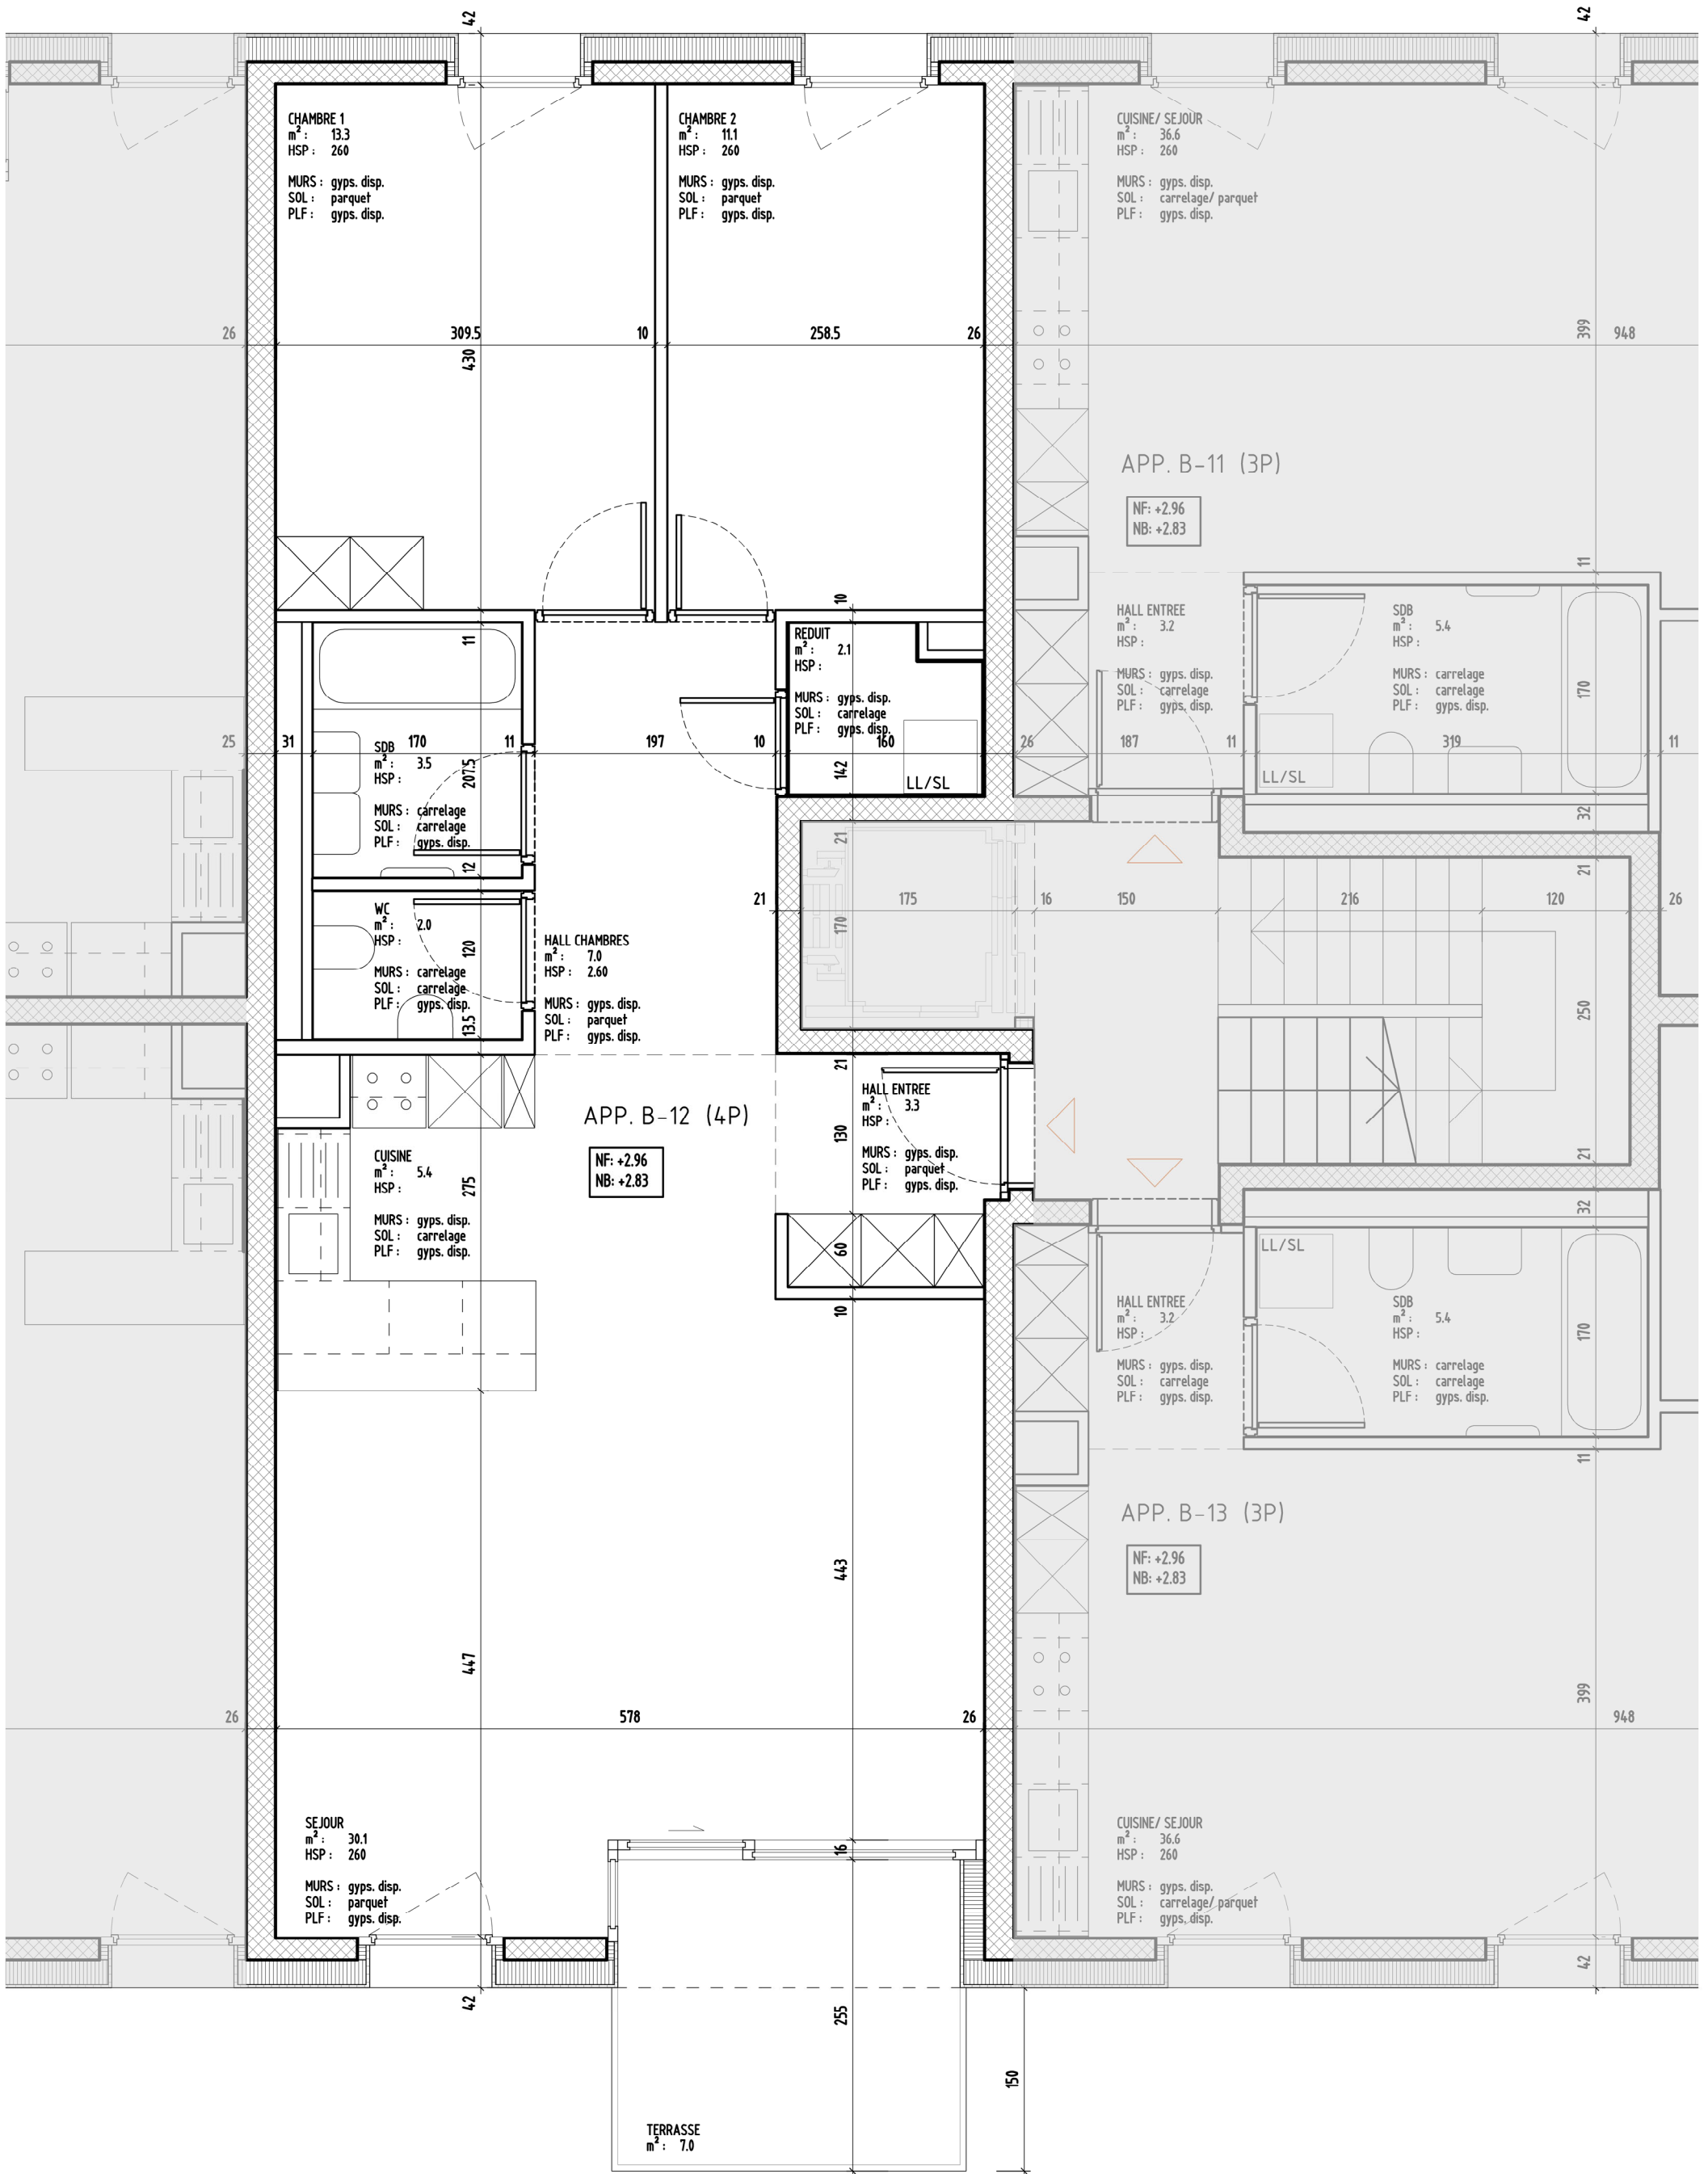 42
42
CHAMBRE 1
m² : 13.3
HSP : 260
MURS : gyps. disp.
SOL : parquet
PLF : gyps. disp.
CHAMBRE 2
m² : 11.1
HSP : 260
MURS : gyps. disp.
SOL : parquet
PLF : gyps. disp.
CUISINE/ SEJOUR
m² : 36.6
HSP : 260
MURS : gyps. disp.
SOL : carrelage/ parquet
PLF : gyps. disp.
26 309.5 10 258.5 26 948
430
399
APP. B-11 (3P)
NF: +2.96
NB: +2.83
11
10
HALL ENTREE
m² : 3.2
HSP :
MURS : gyps. disp.
SOL : carrelage
PLF : gyps. disp.
SDB
m² : 5.4
HSP :
MURS : carrelage
SOL : carrelage
PLF : gyps. disp.
170
11
REDUIT
m² : 2.1
HSP :
MURS : gyps. disp.
SOL : carrelage
PLF : gyps. disp.
25 31 170 11 197 10 160 26 187 11 319 11
SDB
m² : 3.5
HSP :
MURS : carrelage
SOL : carrelage
PLF : gyps. disp.
207.5
142
LL/SL
LL/SL
32
21
21
12
21 175 16 150 216 120 26
170
WC
m² : 2.0
HSP :
MURS : carrelage
SOL : carrelage
PLF : gyps. disp.
120
13.5
HALL CHAMBRES
m² : 7.0
HSP : 2.60
MURS : gyps. disp.
SOL : parquet
PLF : gyps. disp.
250
21
HALL ENTREE
m² : 3.3
HSP :
MURS : gyps. disp.
SOL : parquet
PLF : gyps. disp.
130
APP. B-12 (4P)
NF: +2.96
NB: +2.83
CUISINE
m² : 5.4
HSP :
MURS : gyps. disp.
SOL : carrelage
PLF : gyps. disp.
275
21
32
60
10
LL/SL
HALL ENTREE
m² : 3.2
HSP :
MURS : gyps. disp.
SOL : carrelage
PLF : gyps. disp.
SDB
m² : 5.4
HSP :
MURS : carrelage
SOL : carrelage
PLF : gyps. disp.
170
11
APP. B-13 (3P)
NF: +2.96
NB: +2.83
443
447
399
26 578 26 948
SEJOUR
m² : 30.1
HSP : 260
MURS : gyps. disp.
SOL : parquet
PLF : gyps. disp.
16
CUISINE/ SEJOUR
m² : 36.6
HSP : 260
MURS : gyps. disp.
SOL : carrelage/ parquet
PLF : gyps. disp.
42
42
255
150
TERRASSE
m² : 7.0